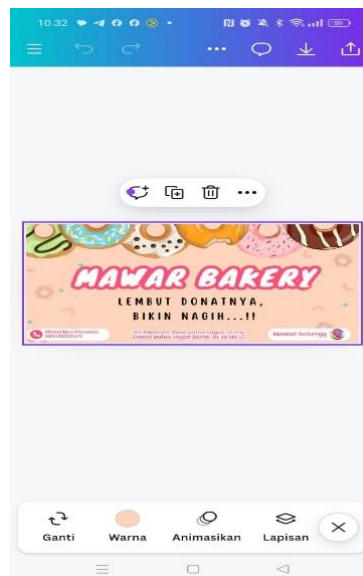 10.32
MAWAR BAKERY
LEMBUT DONATNYA,
BIKIN NAGIH...!!
Ganti
Warna
Animasikan
Lapisan